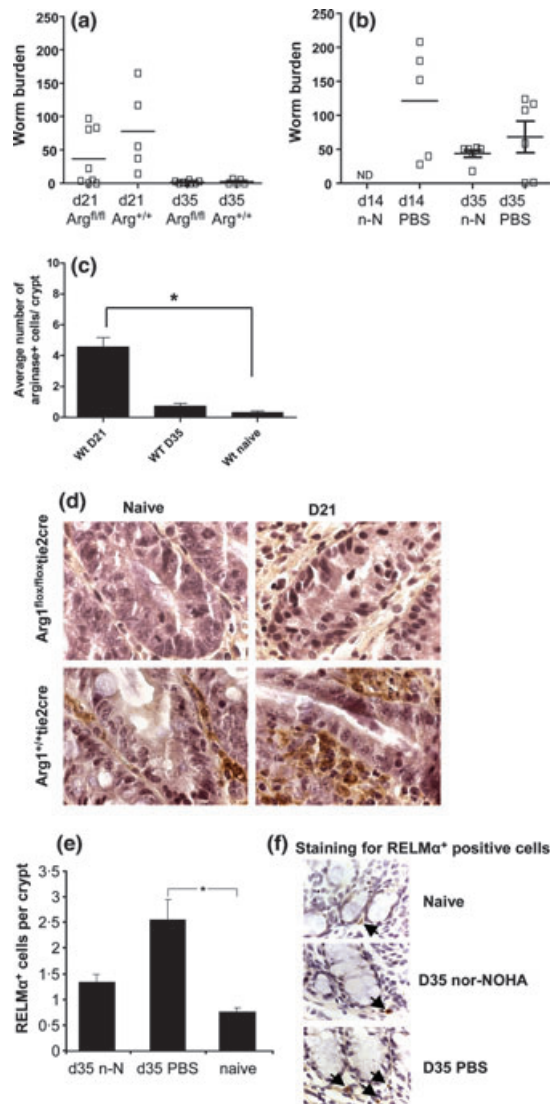 (a)
Worm burden
250
200
150
100
50
0
d21 d21 d35 d35
Arg^fl/fl Arg^+/+ Arg^fl/fl Arg^+/+
(b)
Worm burden
250
200
150
100
50
0
ND
d14 d14 d35 d35
n-N PBS n-N PBS
(c)
Average number of
arginase+ cells/ crypt
10
8
6
4
2
0
*
Wt D21
WT D35
Wt naive
(d)
Naive D21
Arg1^flox/flox tie2cre
Arg1^+/+ tie2cre
(e)
RELMα⁺ cells per crypt
3·5
3
2·5
2
1·5
1
0·5
0
*
d35 n-N d35 PBS naive
(f)
Staining for RELMα⁺ positive cells
Naive
D35 nor-NOHA
D35 PBS